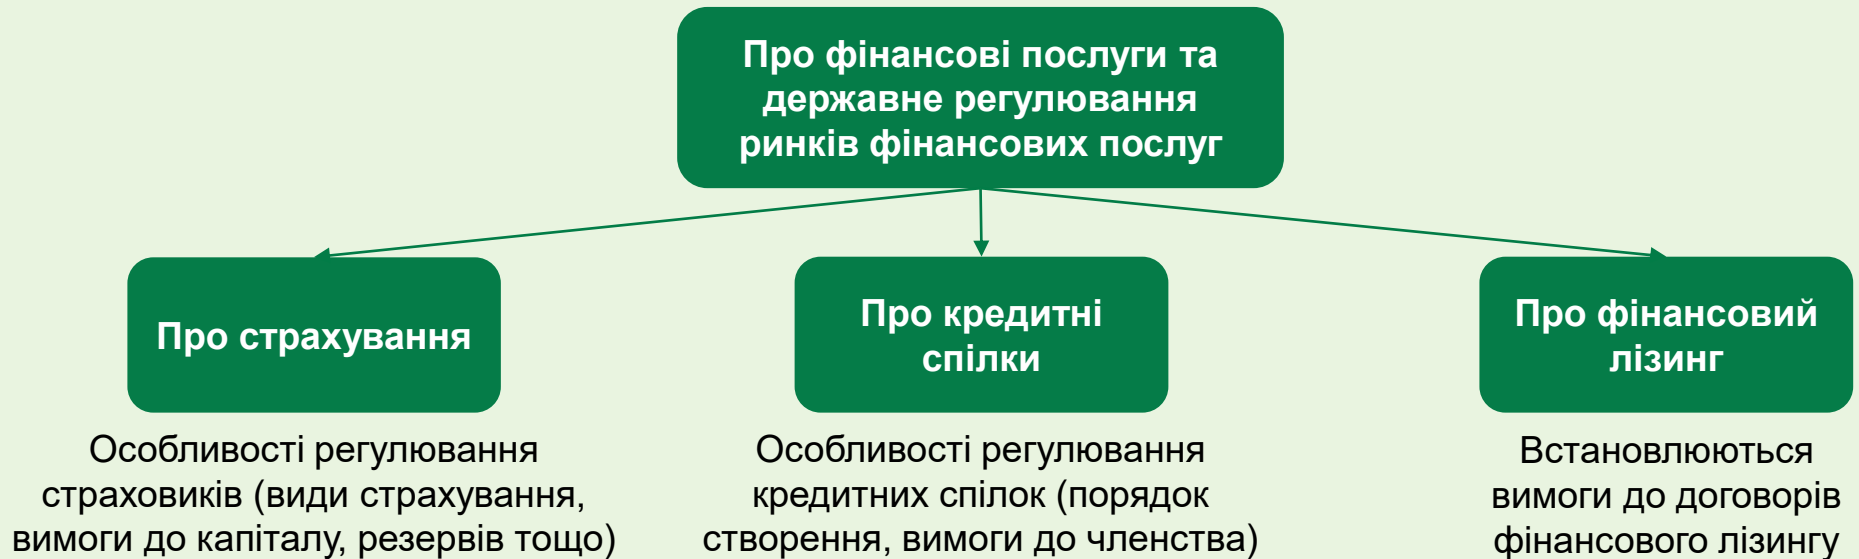 Про фінансові послуги та
державне регулювання
ринків фінансових послуг
Про страхування
Про кредитні
спілки
Про фінансовий
лізинг
Особливості регулювання
страховиків (види страхування,
вимоги до капіталу, резервів тощо)
Особливості регулювання
кредитних спілок (порядок
створення, вимоги до членства)
Встановлюються
вимоги до договорів
фінансового лізингу